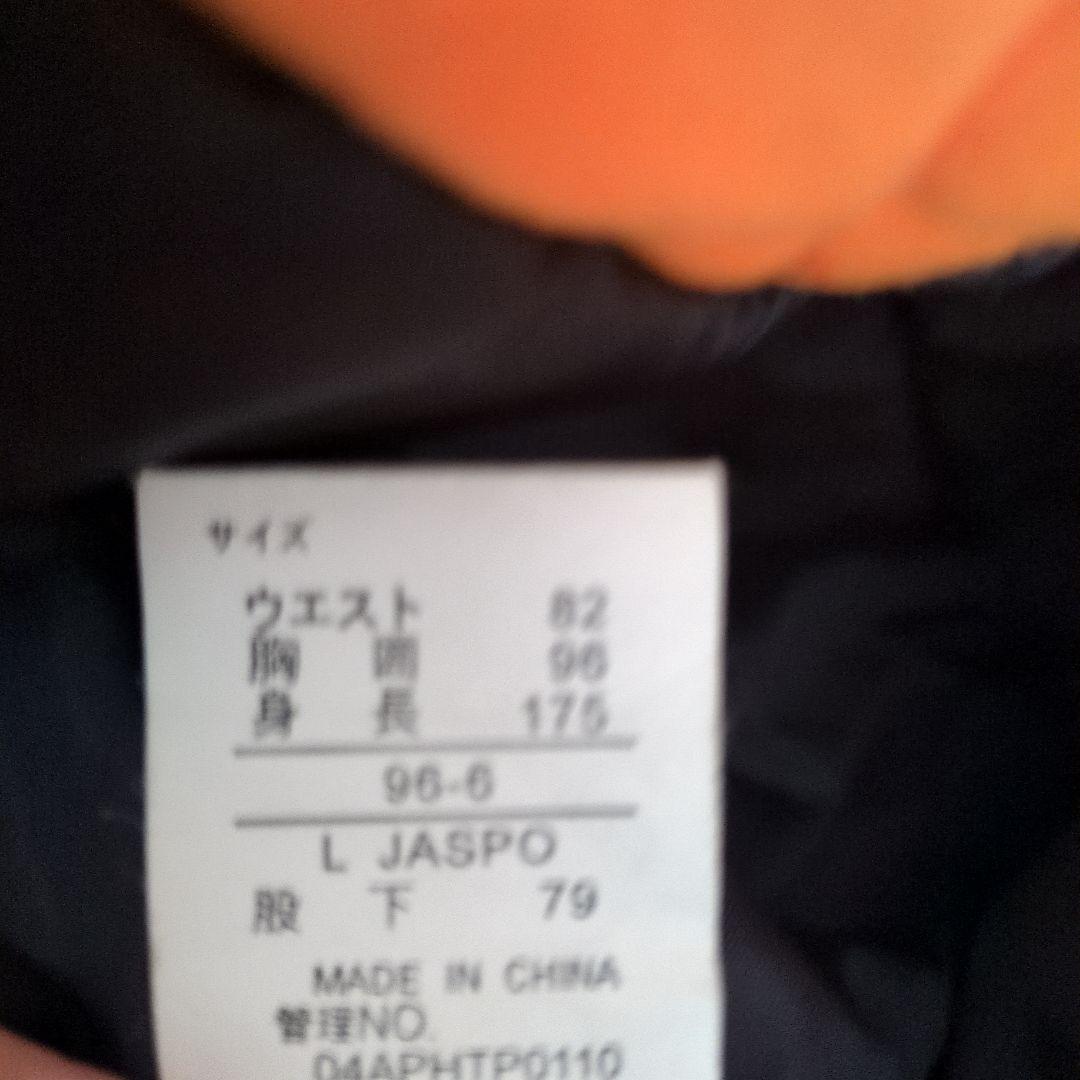 サイズ
ウエスト 82
胸 囲 96
身 長 175
96-6
L JASPO
股 下 79
MADE IN CHINA
管理NO.
04APHTP0110